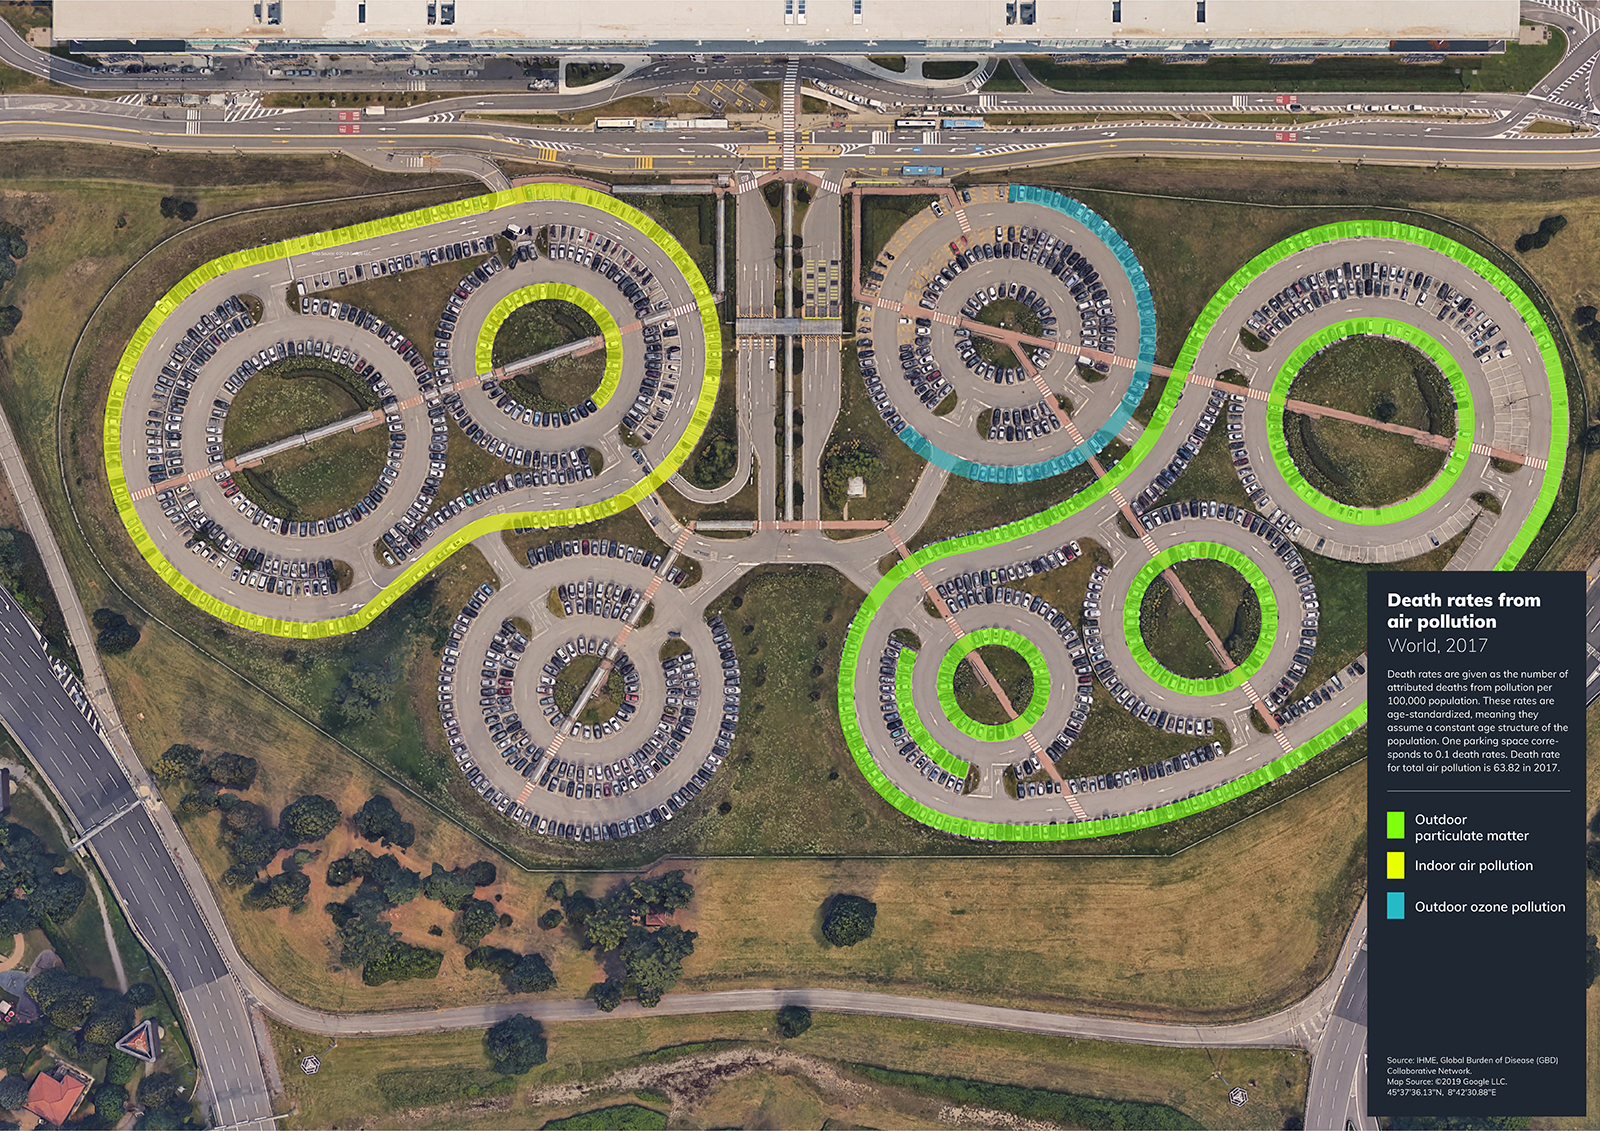 Death rates from
air pollution
World, 2017
Death rates are given as the number of
attributed deaths from pollution per
100,000 population. These rates are
age-standardized, meaning they
assume a constant age structure of the
population. One parking space corre-
sponds to 0.1 death rates. Death rate
for total air pollution is 63.82 in 2017.
Outdoor
particulate matter
Indoor air pollution
Outdoor ozone pollution
Source: IHME, Global Burden of Disease (GBD)
Collaborative Network.
Map Source: ©2019 Google LLC.
45°37'36.13"N, 8°42'30.88"E